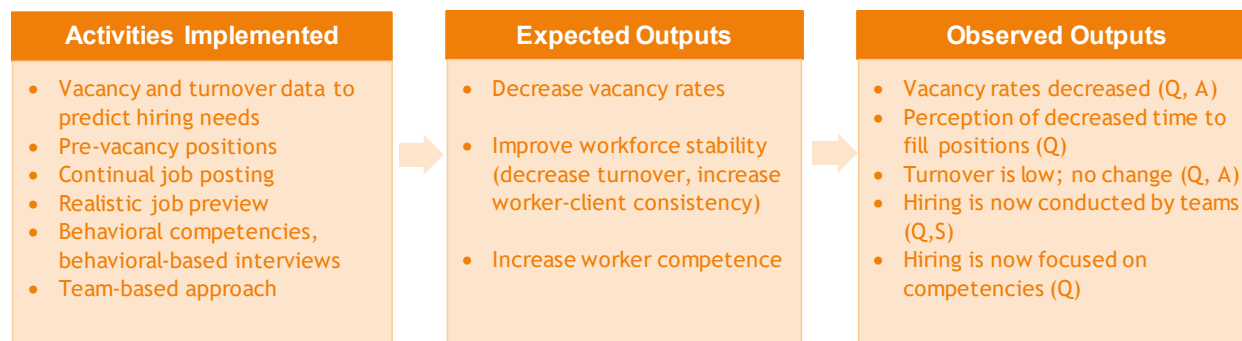 Activities Implemented
• Vacancy and turnover data to
predict hiring needs
• Pre-vacancy positions
• Continual job posting
• Realistic job preview
• Behavioral competencies,
behavioral-based interviews
• Team-based approach
Expected Outputs
• Decrease vacancy rates
• Improve workforce stability
(decrease turnover, increase
worker-client consistency)
• Increase worker competence
Observed Outputs
• Vacancy rates decreased (Q, A)
• Perception of decreased time to
fill positions (Q)
• Turnover is low; no change (Q, A)
• Hiring is now conducted by teams
(Q,S)
• Hiring is now focused on
competencies (Q)